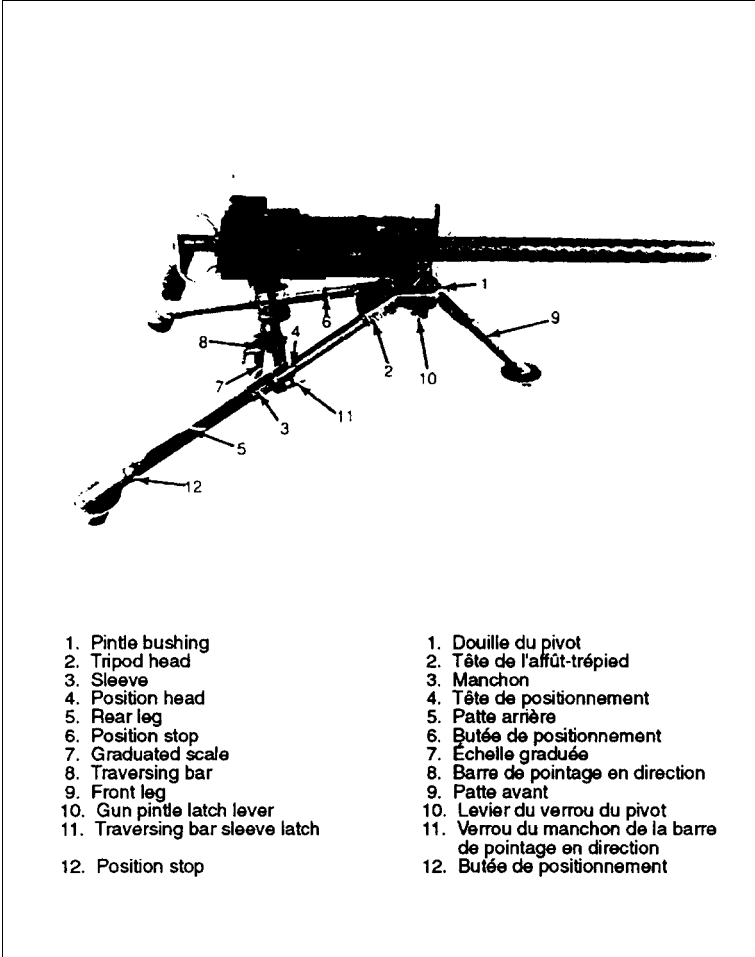 1
6
9
8
4
2
10
7
11
3
5
12
1. Pintle bushing
2. Tripod head
3. Sleeve
4. Position head
5. Rear leg
6. Position stop
7. Graduated scale
8. Traversing bar
9. Front leg
10. Gun pintle latch lever
11. Traversing bar sleeve latch
12. Position stop
1. Douille du pivot
2. Tête de l'affût-trépied
3. Manchon
4. Tête de positionnement
5. Patte arrière
6. Butée de positionnement
7. Échelle graduée
8. Barre de pointage en direction
9. Patte avant
10. Levier du verrou du pivot
11. Verrou du manchon de la barre
de pointage en direction
12. Butée de positionnement